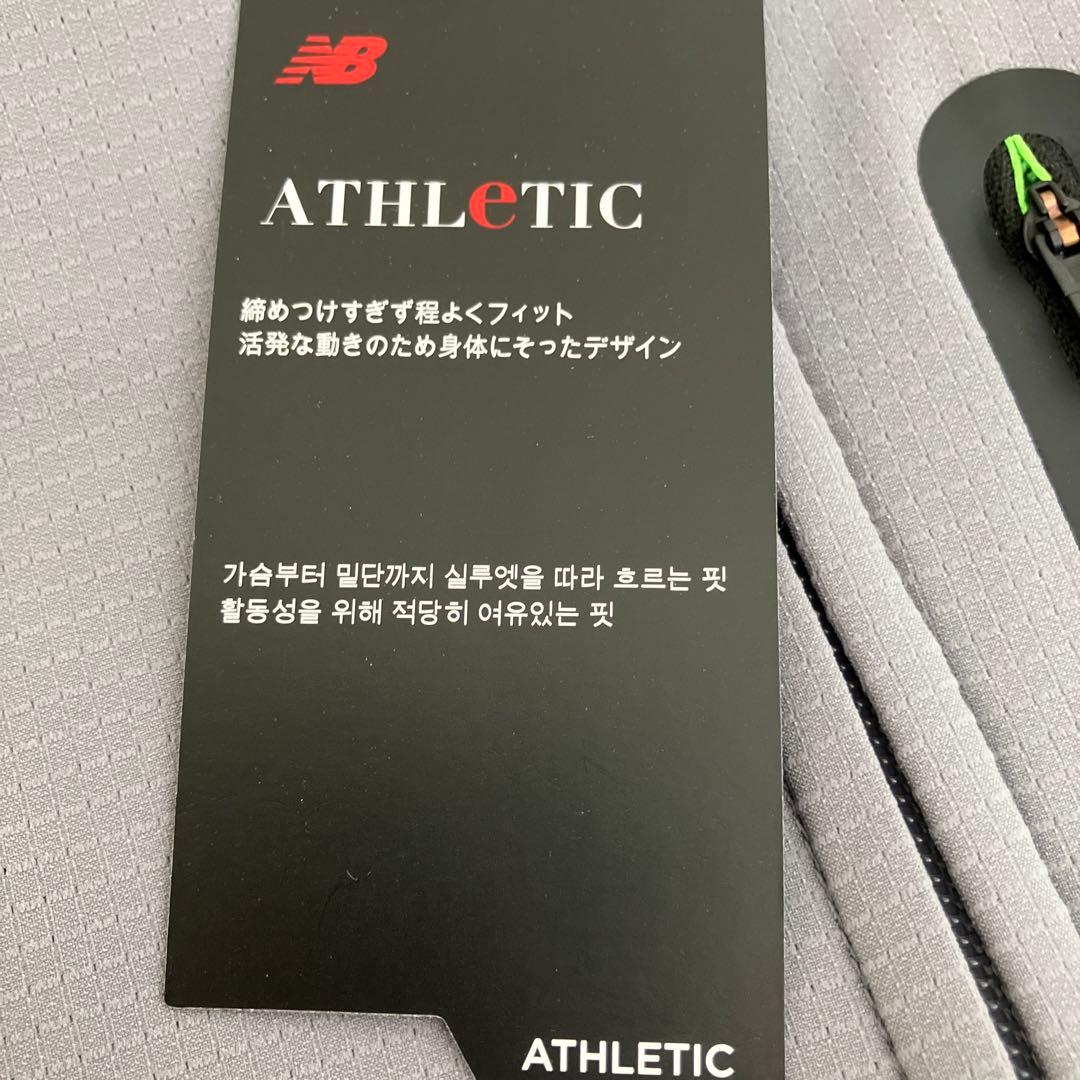 NB
ATHLeTIC
締めつけすぎず程よくフィット
活発な動きのため身体にそったデザイン
가슴부터 밑단까지 실루엣을 따라 흐르는 핏
활동성을 위해 적당히 여유있는 핏
ATHLETIC